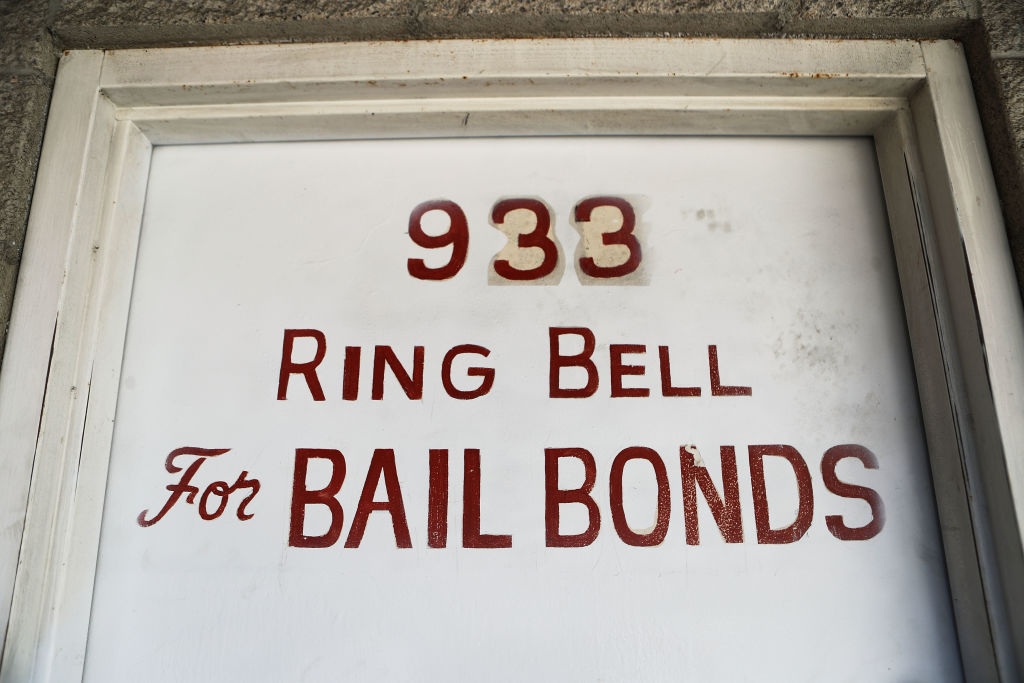 933
RING BELL
For BAIL BONDS